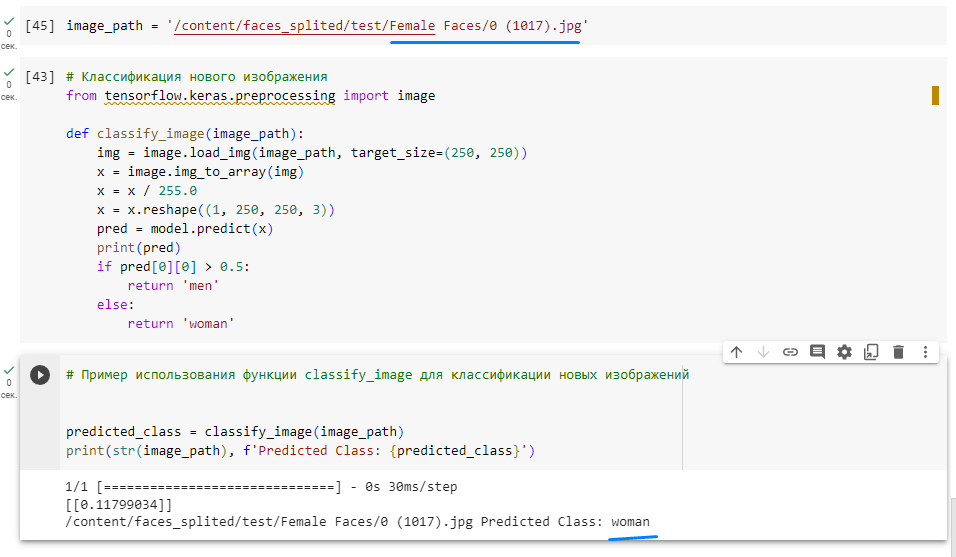 [45] image_path = '/content/faces_splited/test/Female Faces/0 (1017).jpg'
0
сек.
[43] # Классификация нового изображения
0
сек.
from tensorflow.keras.preprocessing import image
def classify_image(image_path):
img = image.load_img(image_path, target_size=(250, 250))
x = image.img_to_array(img)
x = x / 255.0
x = x.reshape((1, 250, 250, 3))
pred = model.predict(x)
print(pred)
if pred[0][0] > 0.5:
return 'men'
else:
return 'woman'
0
сек.
# Пример использования функции classify_image для классификации новых изображений
predicted_class = classify_image(image_path)
print(str(image_path), f'Predicted Class: {predicted_class}')
1/1 [==============================] - 0s 30ms/step
[[0.11799034]]
/content/faces_splited/test/Female Faces/0 (1017).jpg Predicted Class: woman